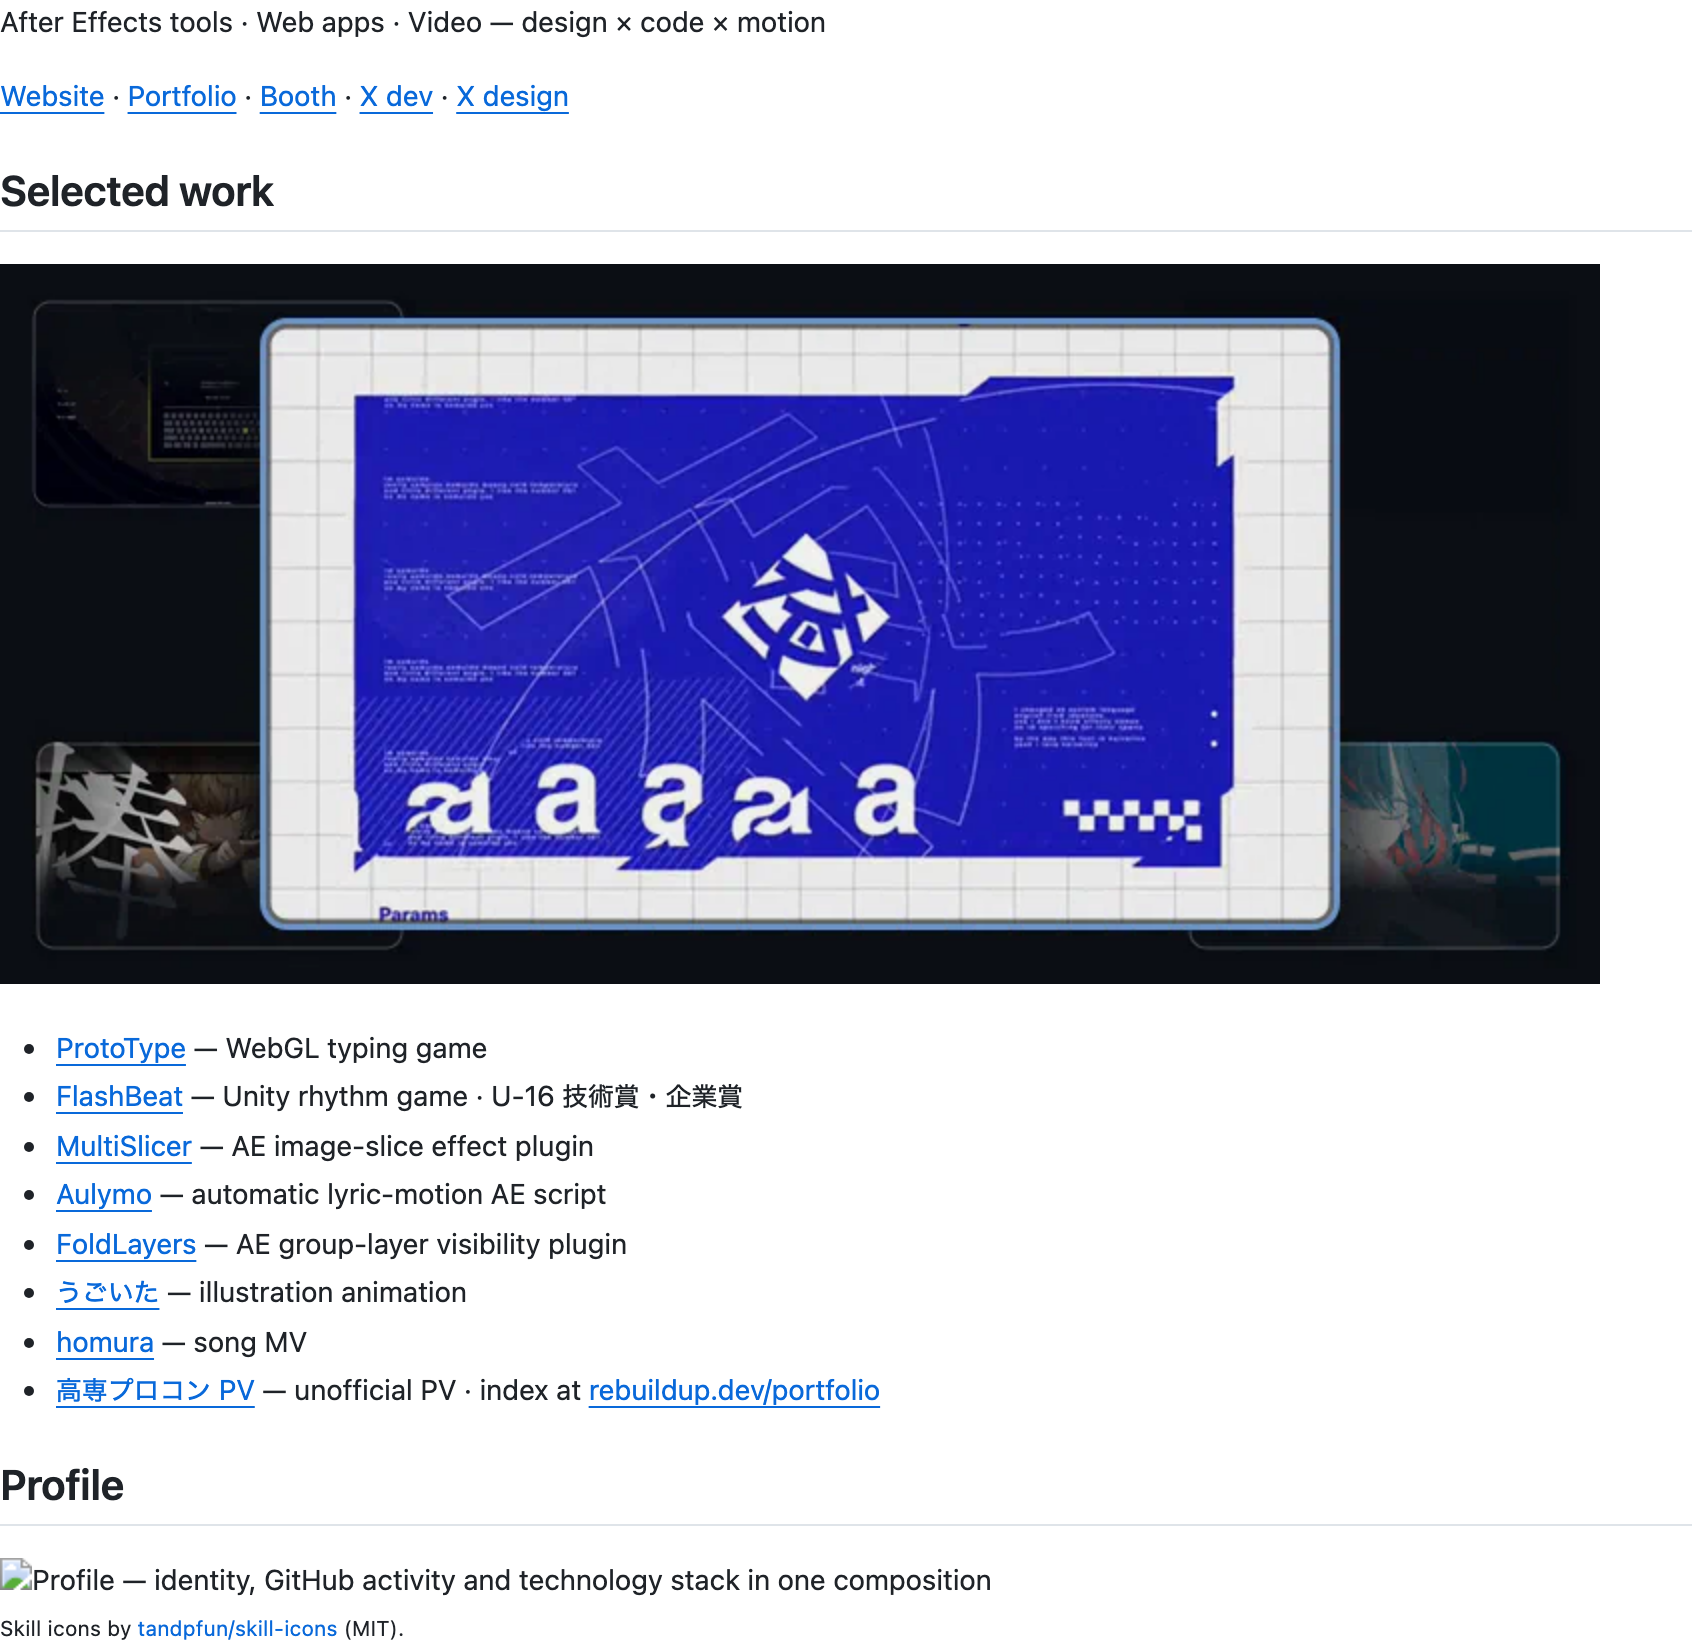 After Effects tools · Web apps · Video — design × code × motion
Website · Portfolio · Booth · X dev · X design
Selected work
a a a a a
Params
ProtoType — WebGL typing game
FlashBeat — Unity rhythm game · U-16 技術賞・企業賞
MultiSlicer — AE image-slice effect plugin
Aulymo — automatic lyric-motion AE script
FoldLayers — AE group-layer visibility plugin
うごいた — illustration animation
homura — song MV
高専プロコン PV — unofficial PV · index at rebuildup.dev/portfolio
Profile
Profile — identity, GitHub activity and technology stack in one composition
Skill icons by tandpfun/skill-icons (MIT).